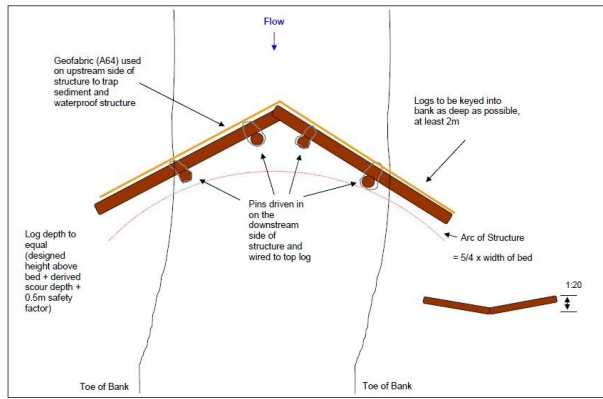 Flow
Geofabric (A64) used
on upstream side of
structure to trap
sediment and
waterproof structure
Logs to be keyed into
bank as deep as possible,
at least 2m
Pins driven in
on the
downstream
side of
structure and
wired to top log
Log depth to
equal
(designed
height above
bed + derived
scour depth +
0.5m safety
factor)
Arc of Structure
= 5/4 x width of bed
1:20
Toe of Bank
Toe of Bank